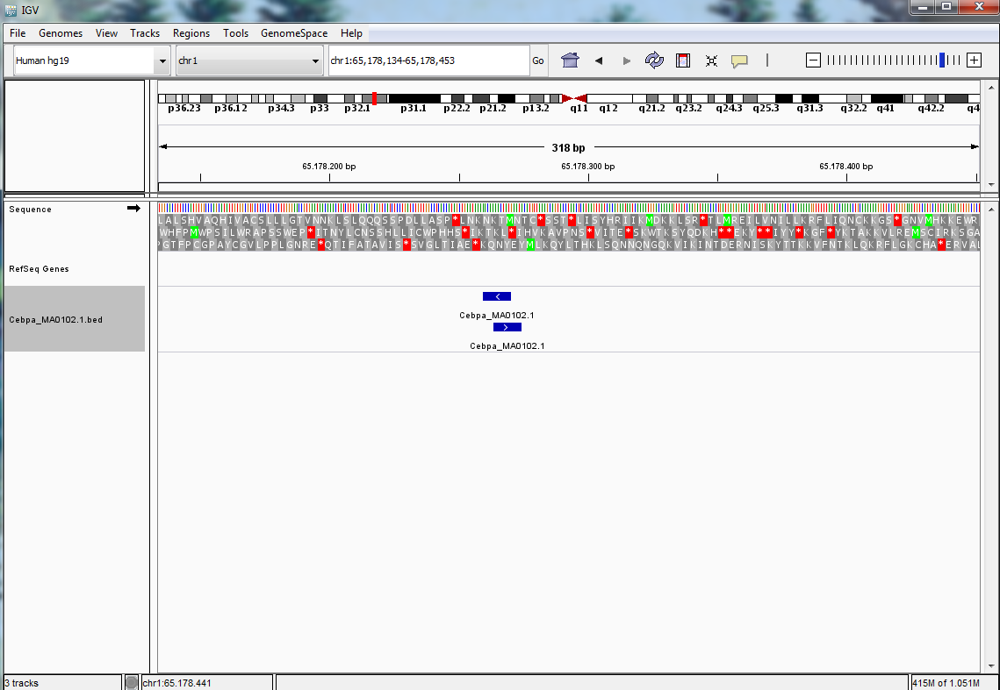 IGV
File Genomes View Tracks Regions Tools GenomeSpace Help
Human hg19 chr1 chr1:65,178,134-65,178,453 Go
p36.23 p36.12 p34.3 p33 p32.1 p31.1 p22.2 p21.2 p13.2 q11 q12 q21.2 q23.2 q24.3 q25.3 q31.3 q32.2 q41 q42.2 q4
318 bp
65.178.200 bp 65.178.300 bp 65.178.400 bp
Sequence
LALSHVAQHIVACSLLLGTVNNKLSLQQQSSPDLLASP*LNKNKTMNTC*SST*LISYHRIIKMDKKLSR*TLMREILVNILLKRFLIQNCKKGS*GNVMHKKEWR
WHFPMWPSILWRAPSSWEP*ITNYLCNSSHLLICWPHHS*IKTKL*IHVKAVPNS*VITE*SKWTKSYQDKH**EKY**IYY*KGF*YKTAKKVLREMSCIRKSGA
PGTFPCGPAYCGVLPPLGNRE*QTIFATAVIS*SVGLTIAE*KQNYEYMLKQYLTHKLSQNNQNGQKVIKINTDERNISKYTTKKVFNTKLQKRFLGKCHA*ERVAL
RefSeq Genes
Cebpa_MA0102.1
Cebpa_MA0102.1.bed
Cebpa_MA0102.1
3 tracks chr1:65.178.441 415M of 1.051M